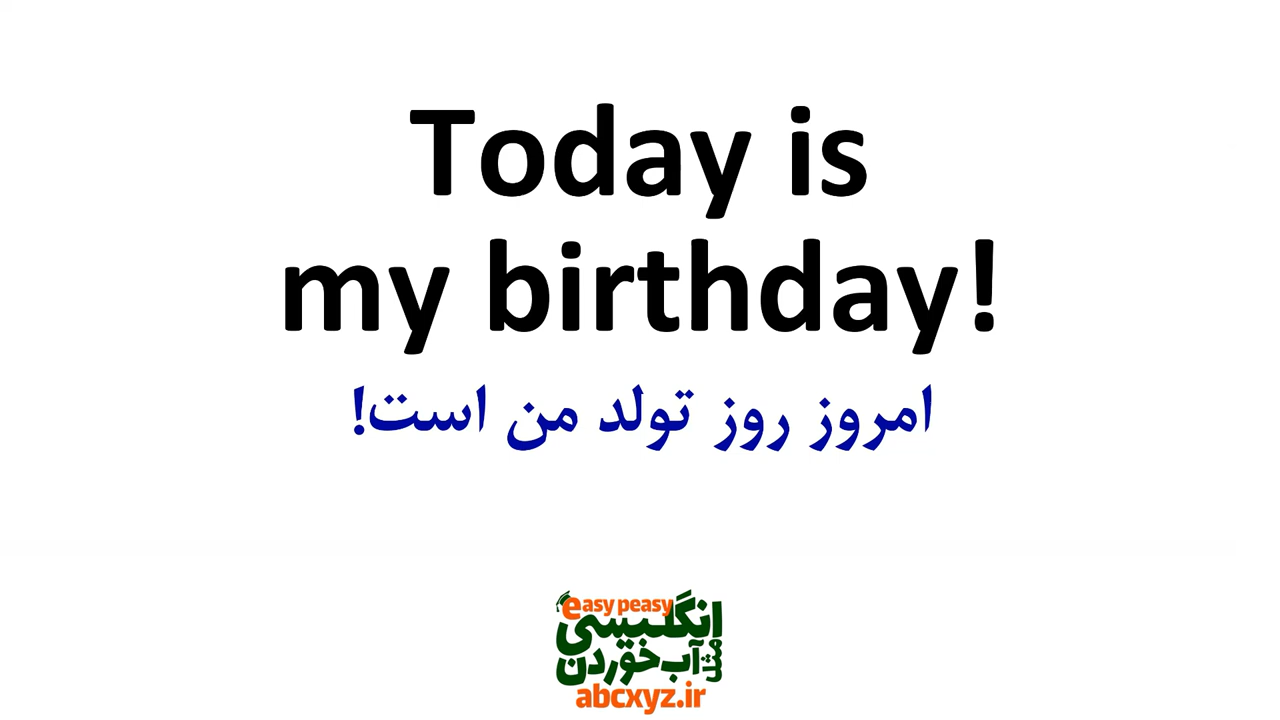 Today is
my birthday!
امروز روز تولد من است!
easy peasy
انگلیسی
مثل آب خوردن
abcxyz.ir